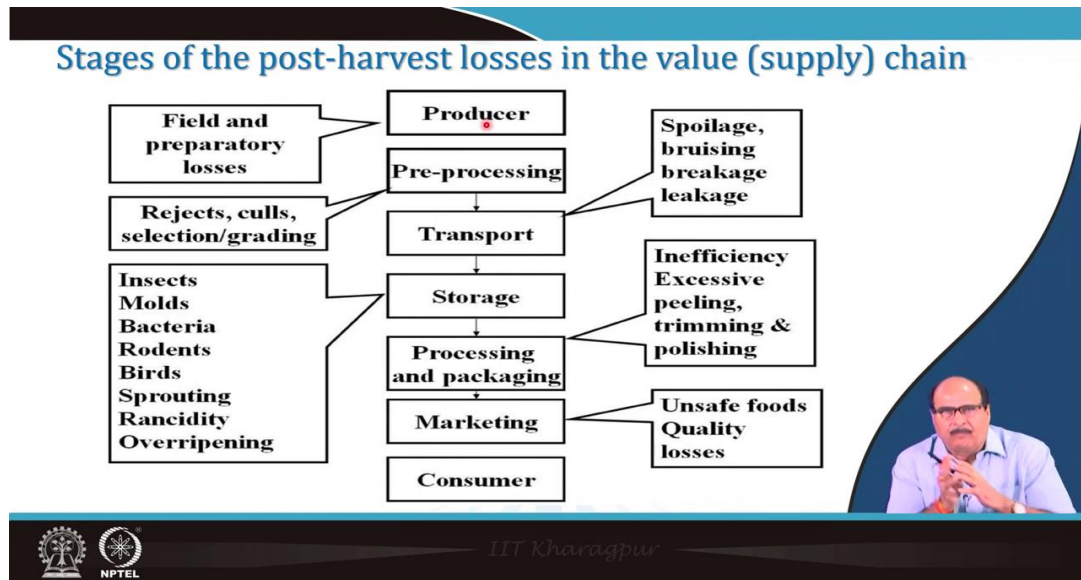 Stages of the post-harvest losses in the value (supply) chain
Field and
preparatory
losses
Producer
Spoilage,
bruising
breakage
leakage
Pre-processing
Rejects, culls,
selection/grading
Transport
Insects
Molds
Bacteria
Rodents
Birds
Sprouting
Rancidity
Overripening
Storage
Inefficiency
Excessive
peeling,
trimming &
polishing
Processing
and packaging
Marketing
Unsafe foods
Quality
losses
Consumer
NPTEL
IIT Kharagpur